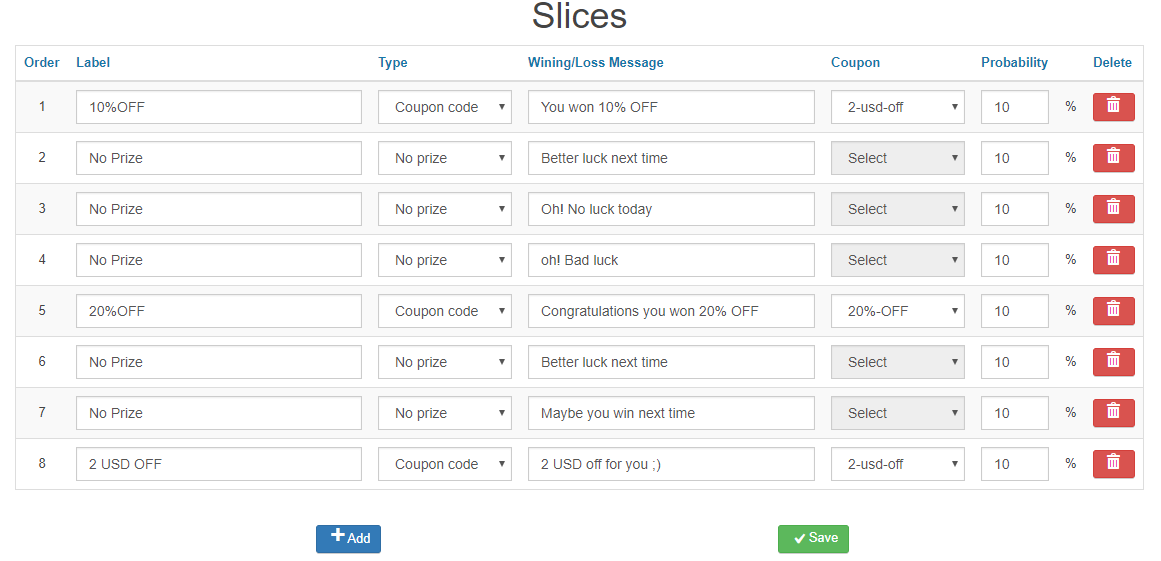 Slices
Order Label Type Wining/Loss Message Coupon Probability Delete
1 10%OFF Coupon code You won 10% OFF 2-usd-off 10 %
2 No Prize No prize Better luck next time Select 10 %
3 No Prize No prize Oh! No luck today Select 10 %
4 No Prize No prize oh! Bad luck Select 10 %
5 20%OFF Coupon code Congratulations you won 20% OFF 20%-OFF 10 %
6 No Prize No prize Better luck next time Select 10 %
7 No Prize No prize Maybe you win next time Select 10 %
8 2 USD OFF Coupon code 2 USD off for you ;) 2-usd-off 10 %
Add Save